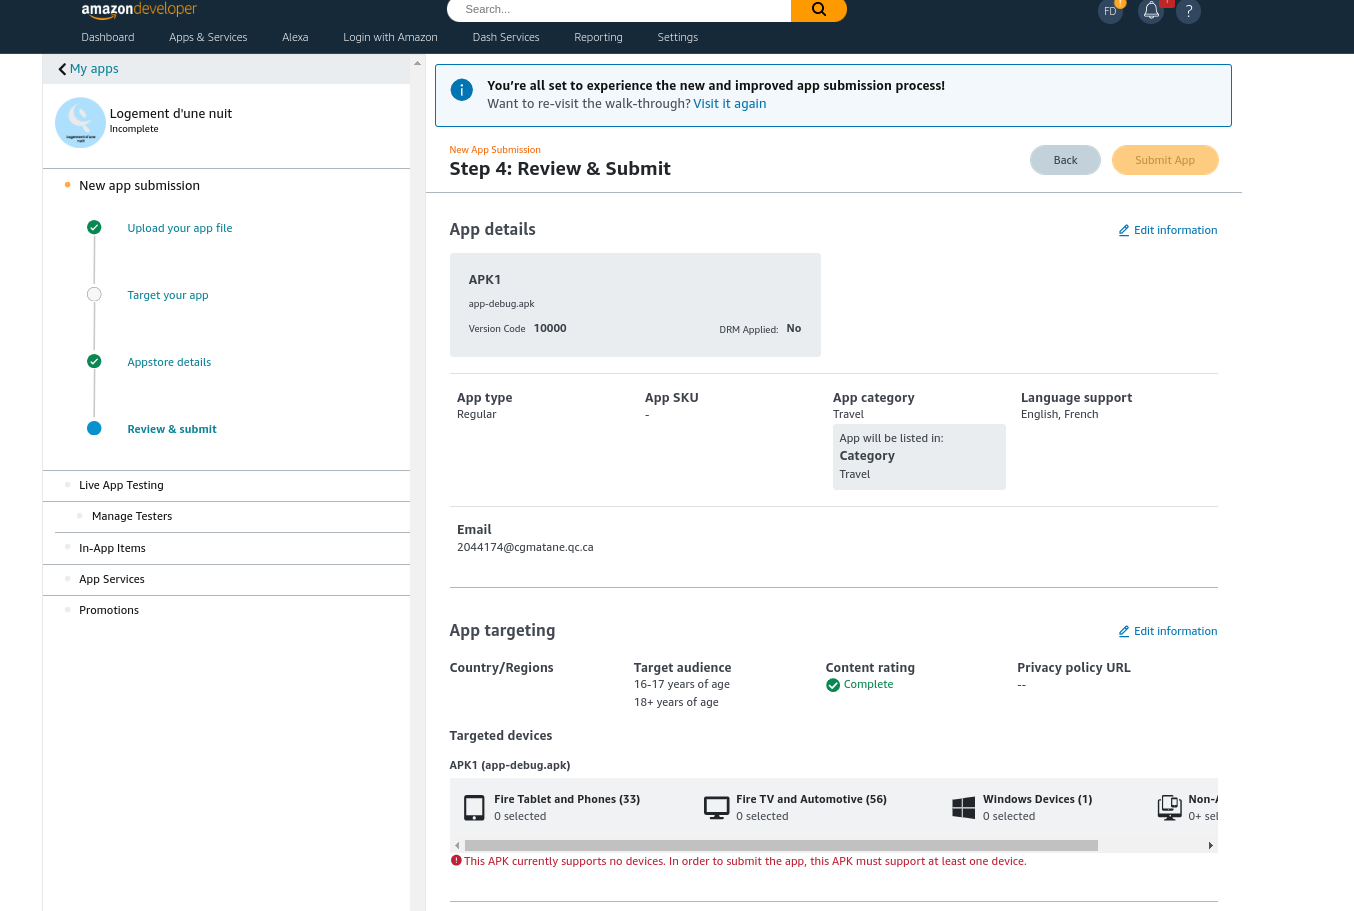 amazondeveloper
Search...
FD
?
Dashboard
Apps & Services
Alexa
Login with Amazon
Dash Services
Reporting
Settings
My apps
Logement d'une nuit
Incomplete
New app submission
Upload your app file
Target your app
Appstore details
Review & submit
Live App Testing
Manage Testers
In-App Items
App Services
Promotions
You're all set to experience the new and improved app submission process!
Want to re-visit the walk-through? Visit it again
New App Submission
Step 4: Review & Submit
Back
Submit App
App details
Edit information
APK1
app-debug.apk
Version Code 10000
DRM Applied: No
App type
Regular
App SKU
-
App category
Travel
App will be listed in:
Category
Travel
Language support
English, French
Email
2044174@cgmatane.qc.ca
App targeting
Edit information
Country/Regions
Target audience
16-17 years of age
18+ years of age
Content rating
Complete
Privacy policy URL
--
Targeted devices
APK1 (app-debug.apk)
Fire Tablet and Phones (33)
0 selected
Fire TV and Automotive (56)
0 selected
Windows Devices (1)
0 selected
Non-A
0+ sel
This APK currently supports no devices. In order to submit the app, this APK must support at least one device.